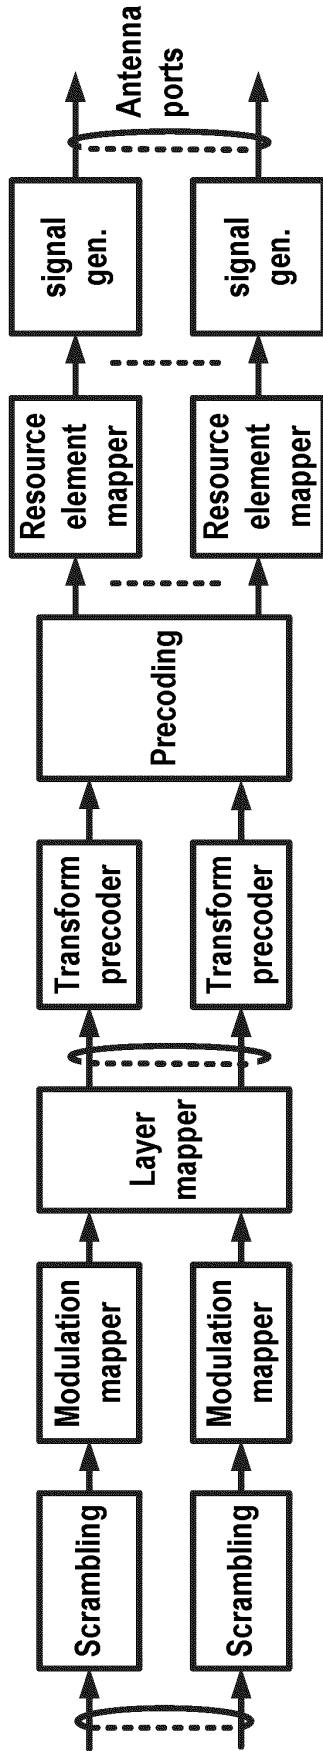 Scrambling
Scrambling
Modulation
mapper
Modulation
mapper
Layer
mapper
Transform
precoder
Transform
precoder
Precoding
Resource
element
mapper
Resource
element
mapper
signal
gen.
signal
gen.
Antenna
ports